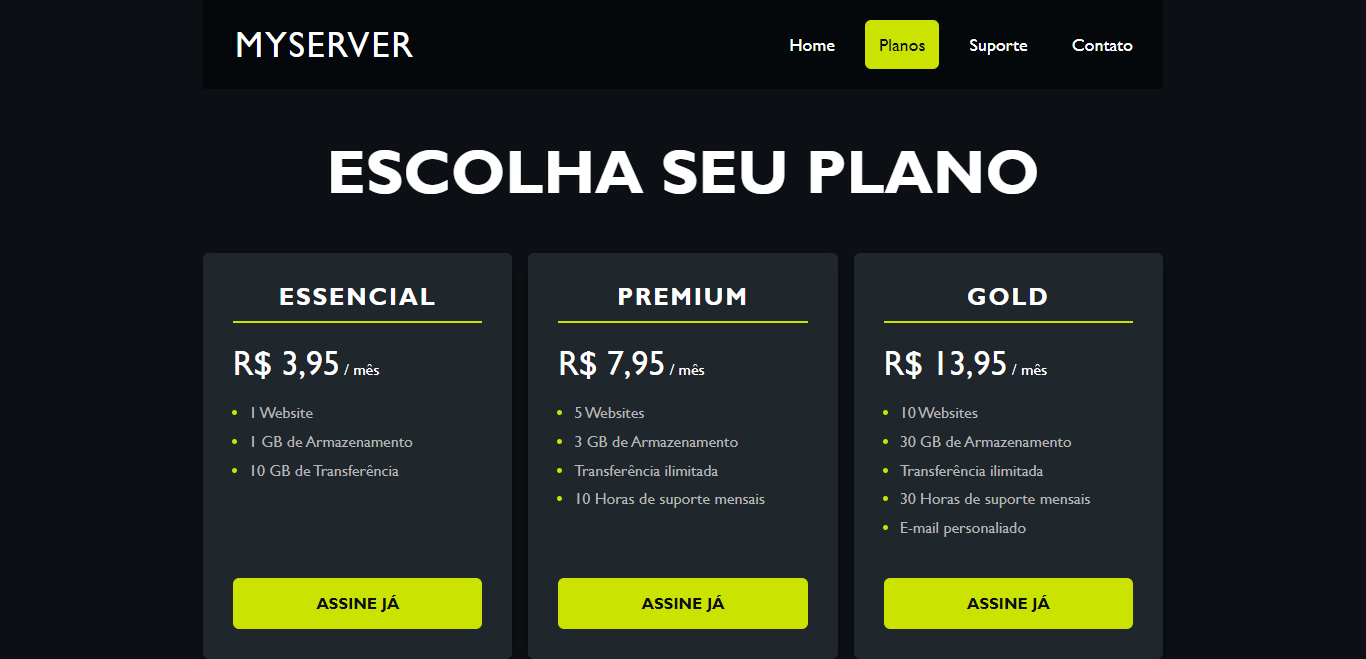 MYSERVER
Home Planos Suporte Contato
ESCOLHA SEU PLANO
ESSENCIAL
R$ 3,95 / mês
1 Website
1 GB de Armazenamento
10 GB de Transferência
ASSINE JÁ
PREMIUM
R$ 7,95 / mês
5 Websites
3 GB de Armazenamento
Transferência ilimitada
10 Horas de suporte mensais
ASSINE JÁ
GOLD
R$ 13,95 / mês
10 Websites
30 GB de Armazenamento
Transferência ilimitada
30 Horas de suporte mensais
E-mail personaliado
ASSINE JÁ